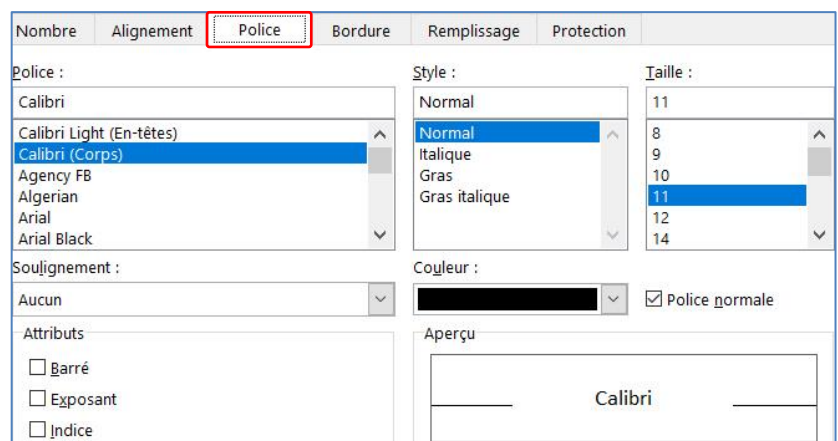 Nombre Alignement Police Bordure Remplissage Protection
Police : Style : Taille :
Calibri Normal 11
Calibri Light (En-têtes) Normal 8
Calibri (Corps) Italique 9
Agency FB Gras 10
Algerian Gras italique 11
Arial 12
Arial Black 14
Soulignement : Couleur :
Aucun Police normale
Attributs Aperçu
Barré
Exposant Calibri
Indice